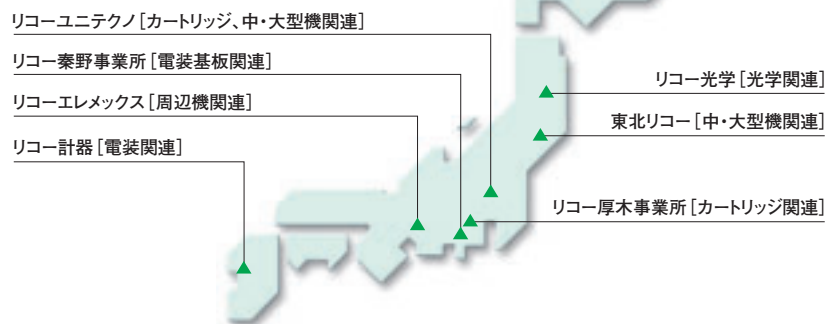 リコーユニテクノ[カートリッジ、中・大型機関連]
リコー秦野事業所[電装基板関連]
リコーエレメックス[周辺機関連]
リコー計器[電装関連]
リコー光学[光学関連]
東北リコー[中・大型機関連]
リコー厚木事業所[カートリッジ関連]